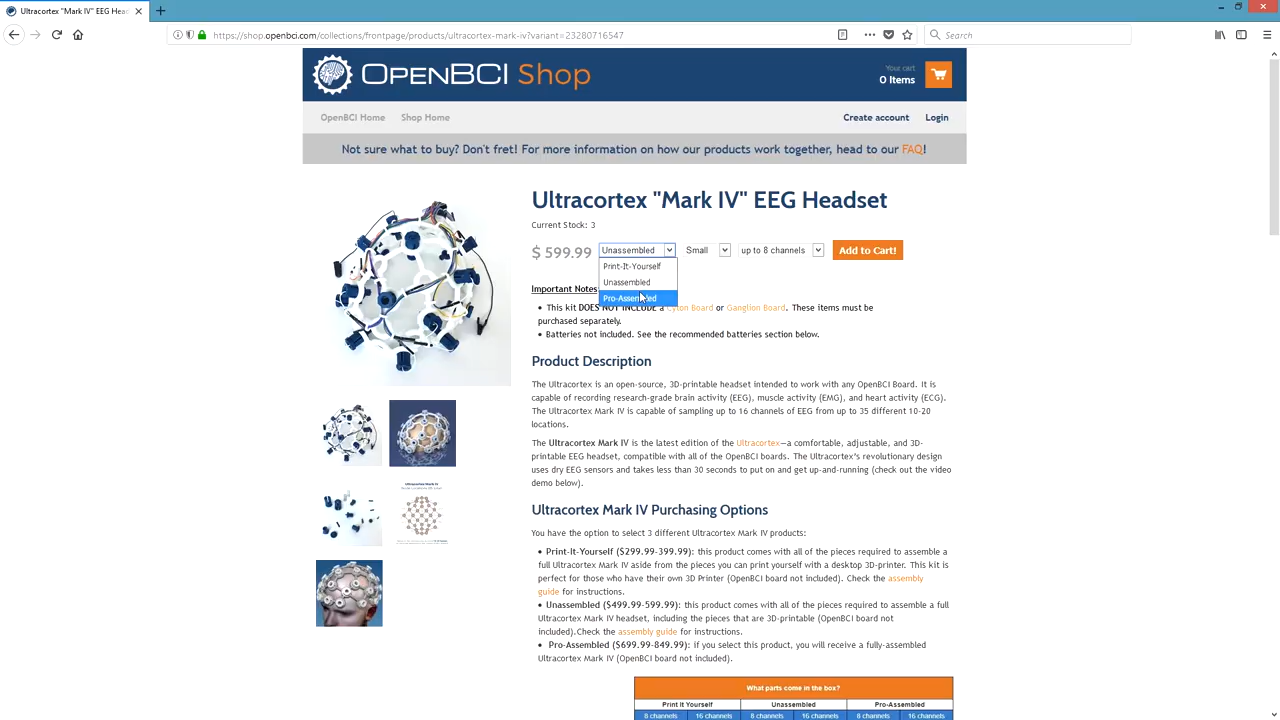 Ultracortex "Mark IV" EEG Head
https://shop.openbci.com/collections/frontpage/products/ultracortex-mark-iv?variant=23280716547
Search
OPENBCI Shop
Your cart
0 Items
OpenBCI Home
Shop Home
Create account
Login
Not sure what to buy? Don't fret! For more information on how our products work together, head to our FAQ!
Ultracortex "Mark IV" EEG Headset
Current Stock: 3
$ 599.99
Unassembled
Small
up to 8 channels
Add to Cart!
Print-It-Yourself
Unassembled
Pro-Assembled
Important Notes
• This kit DOES NOT INCLUDE a Cyton Board or Ganglion Board. These items must be
purchased separately.
• Batteries not included. See the recommended batteries section below.
Product Description
The Ultracortex is an open-source, 3D-printable headset intended to work with any OpenBCI Board. It is
capable of recording research-grade brain activity (EEG), muscle activity (EMG), and heart activity (ECG).
The Ultracortex Mark IV is capable of sampling up to 16 channels of EEG from up to 35 different 10-20
locations.
The Ultracortex Mark IV is the latest edition of the Ultracortex—a comfortable, adjustable, and 3D-
printable EEG headset, compatible with all of the OpenBCI boards. The Ultracortex's revolutionary design
uses dry EEG sensors and takes less than 30 seconds to put on and get up-and-running (check out the video
demo below).
Ultracortex Mark IV Purchasing Options
You have the option to select 3 different Ultracortex Mark IV products:
• Print-It-Yourself ($299.99-399.99): this product comes with all of the pieces required to assemble a
full Ultracortex Mark IV aside from the pieces you can print yourself with a desktop 3D-printer. This kit is
perfect for those who have their own 3D Printer (OpenBCI board not included). Check the assembly
guide for instructions.
• Unassembled ($499.99-599.99): this product comes with all of the pieces required to assemble a full
Ultracortex Mark IV headset, including the pieces that are 3D-printable (OpenBCI board not
included).Check the assembly guide for instructions.
• Pro-Assembled ($699.99-849.99): if you select this product, you will receive a fully-assembled
Ultracortex Mark IV (OpenBCI board not included).
What parts come in the box?
Print it Yourself
Unassembled
Pro-Assembled
8 channels
16 channels
8 channels
16 channels
8 channels
16 channels